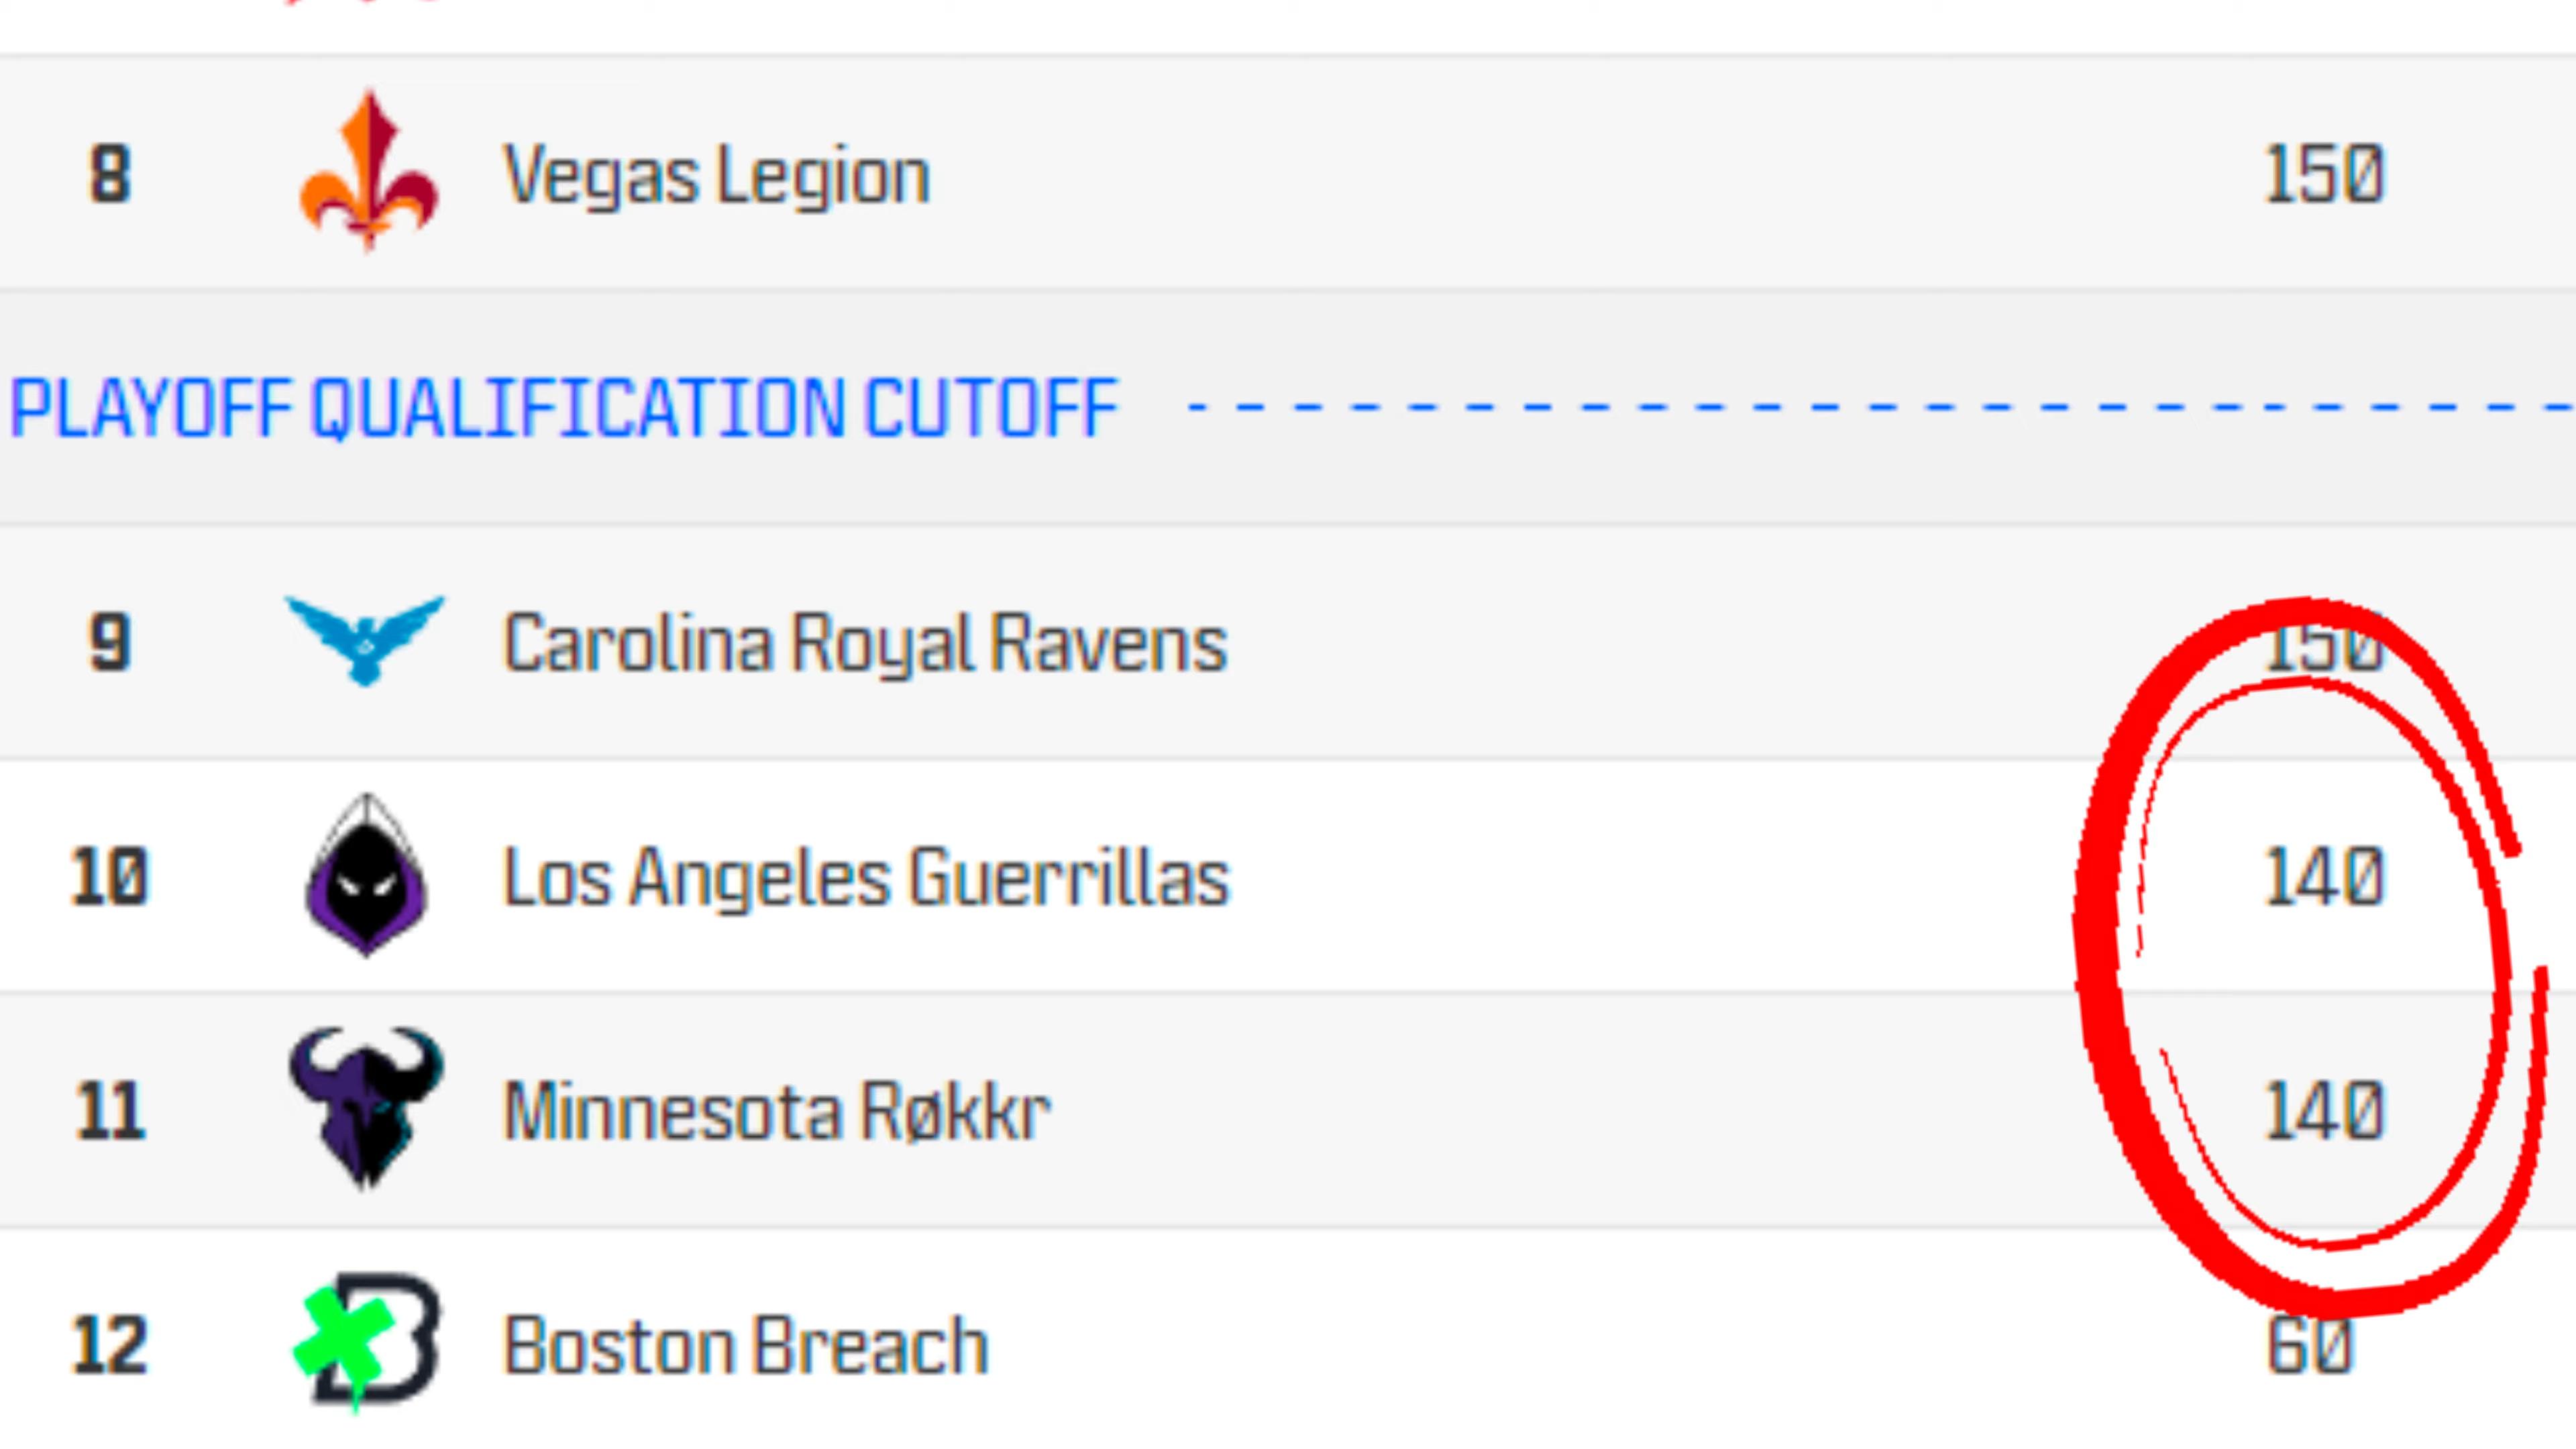 8 Vegas Legion 150
PLAYOFF QUALIFICATION CUTOFF
9 Carolina Royal Ravens 150
10 Los Angeles Guerrillas 140
11 Minnesota Røkkr 140
12 Boston Breach 60